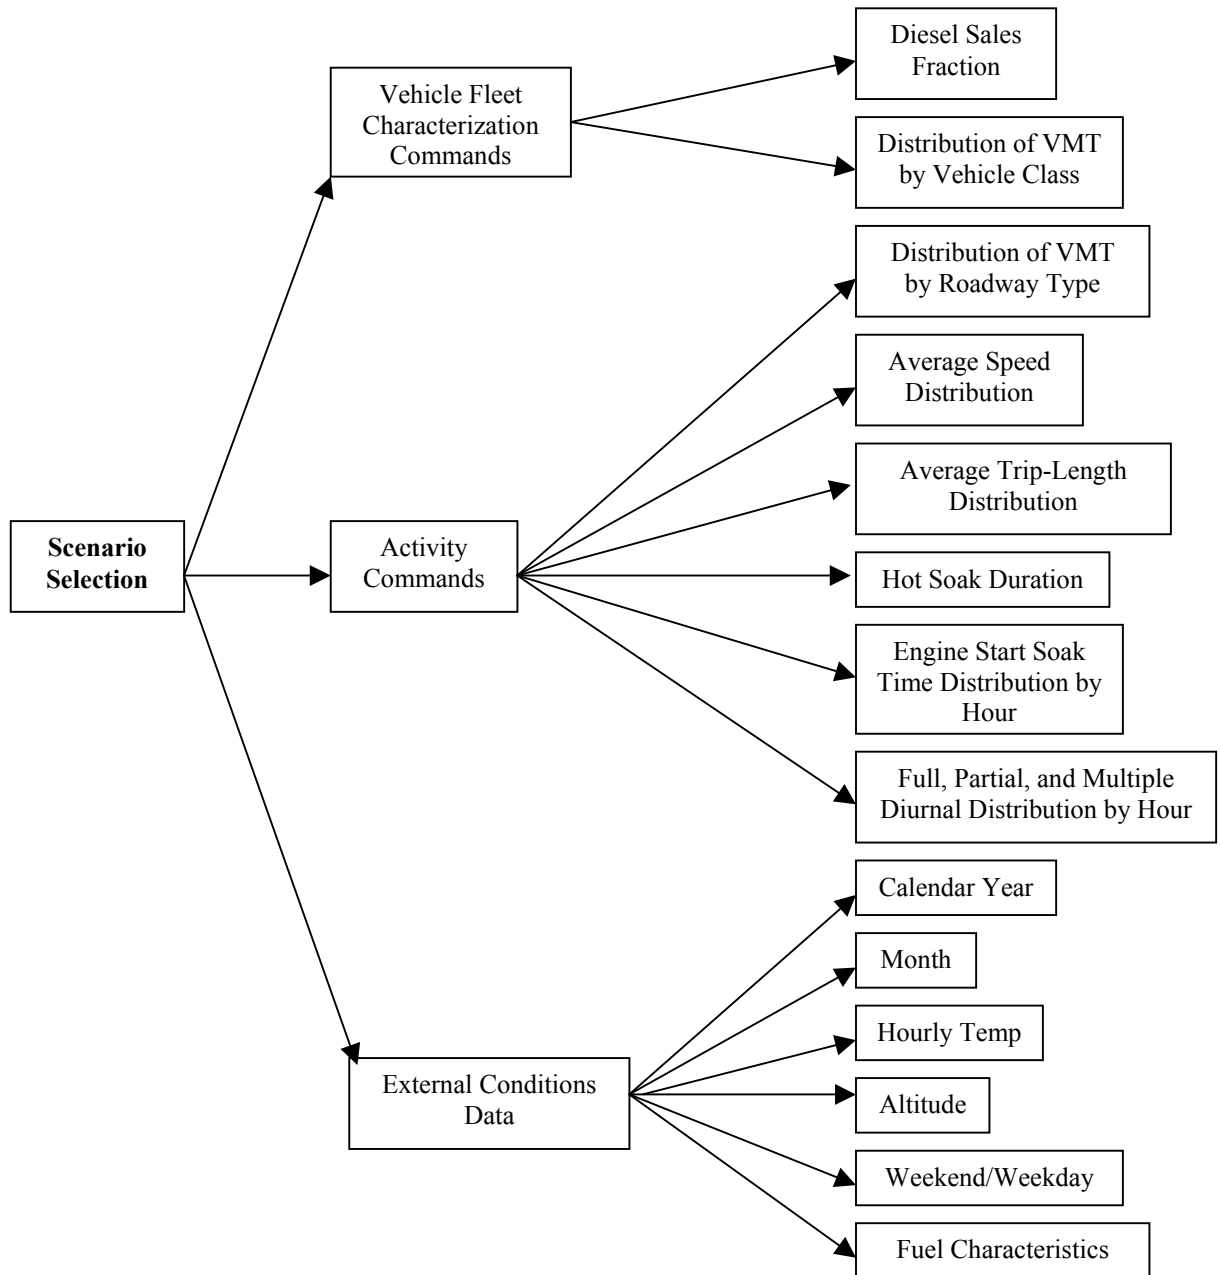 Diesel Sales
Fraction
Vehicle Fleet
Characterization
Commands
Distribution of VMT
by Vehicle Class
Distribution of VMT
by Roadway Type
Average Speed
Distribution
Average Trip-Length
Distribution
Scenario
Selection
Activity
Commands
Hot Soak Duration
Engine Start Soak
Time Distribution by
Hour
Full, Partial, and Multiple
Diurnal Distribution by Hour
Calendar Year
Month
Hourly Temp
External Conditions
Data
Altitude
Weekend/Weekday
Fuel Characteristics